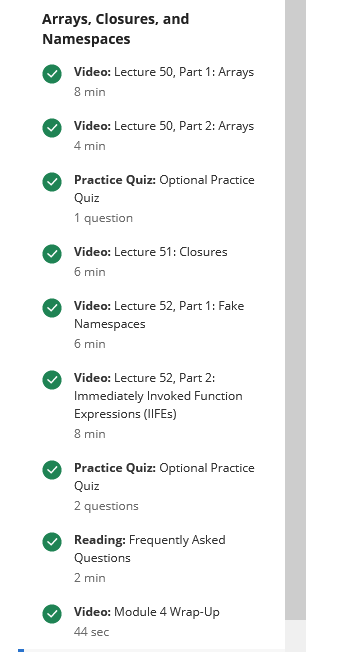 Arrays, Closures, and
Namespaces
Video: Lecture 50, Part 1: Arrays
8 min
Video: Lecture 50, Part 2: Arrays
4 min
Practice Quiz: Optional Practice
Quiz
1 question
Video: Lecture 51: Closures
6 min
Video: Lecture 52, Part 1: Fake
Namespaces
6 min
Video: Lecture 52, Part 2:
Immediately Invoked Function
Expressions (IIFEs)
8 min
Practice Quiz: Optional Practice
Quiz
2 questions
Reading: Frequently Asked
Questions
2 min
Video: Module 4 Wrap-Up
44 sec